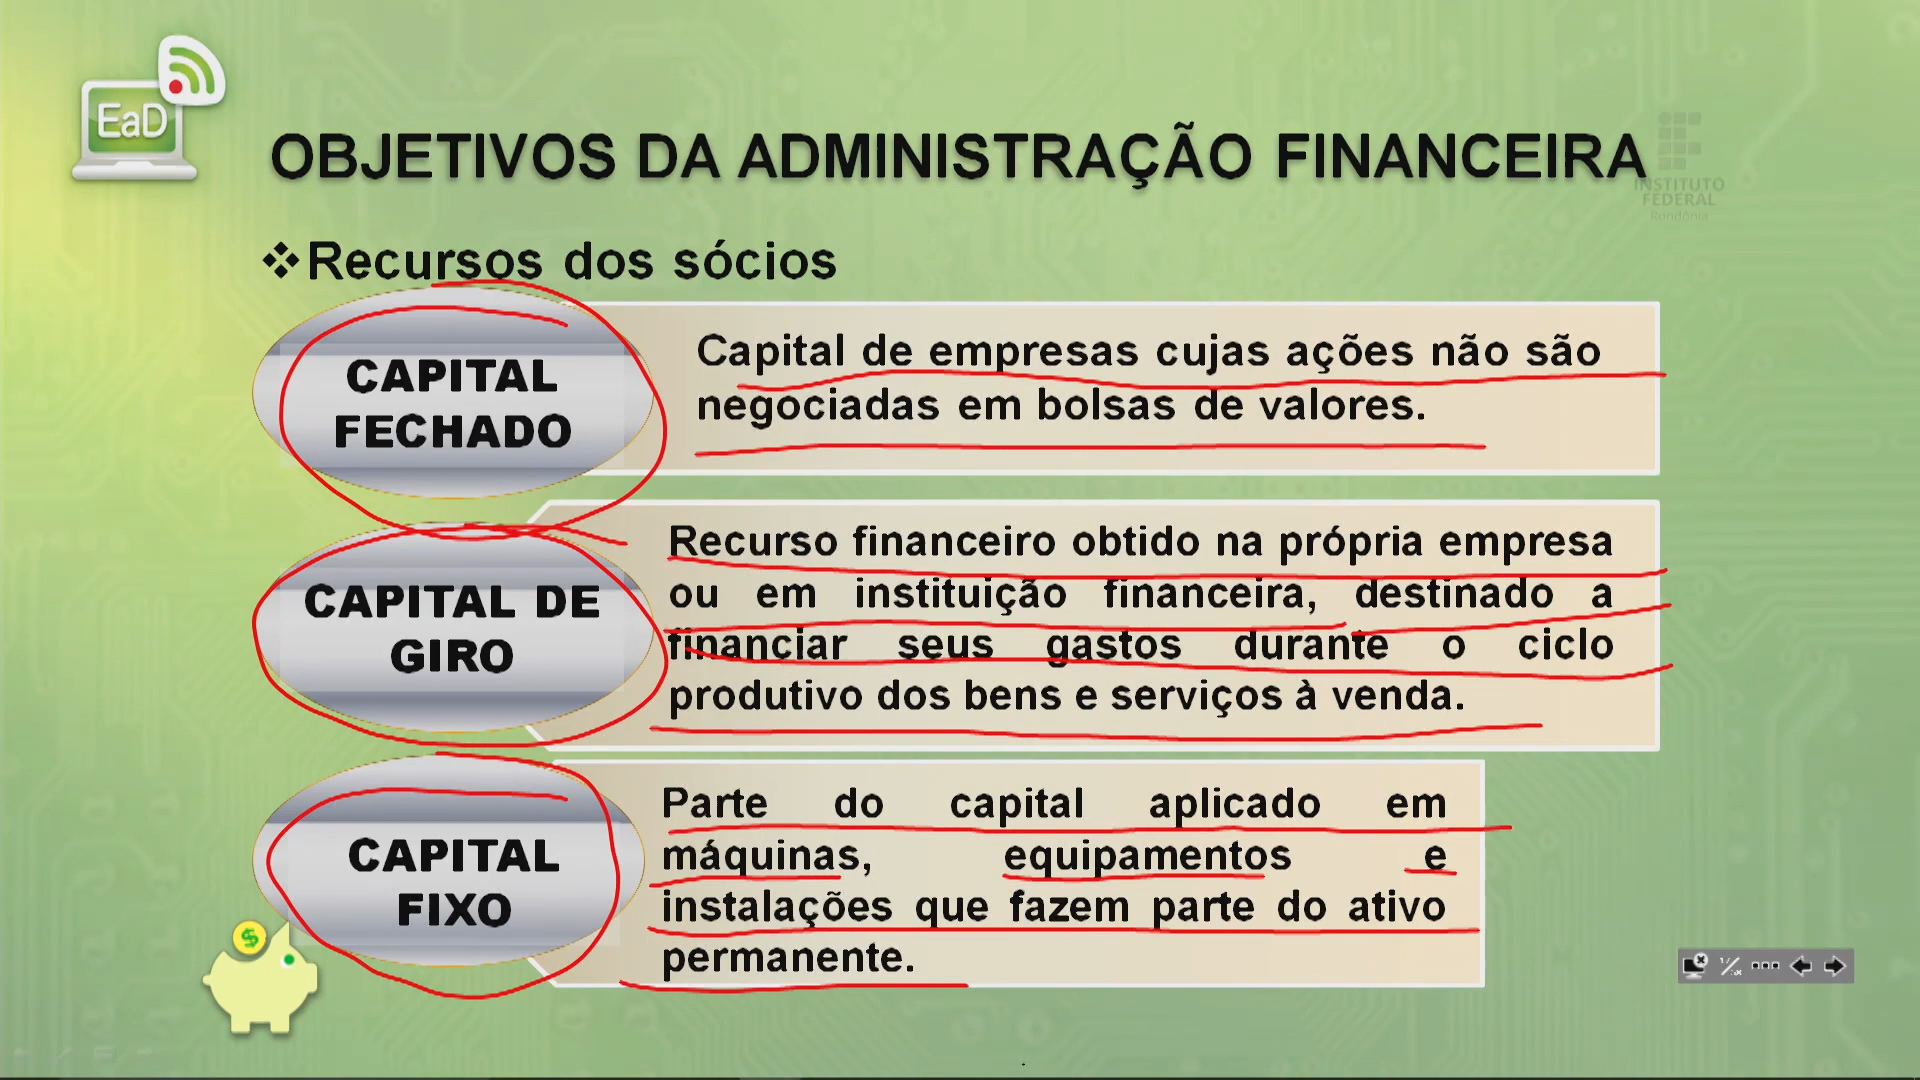 EaD
OBJETIVOS DA ADMINISTRAÇÃO FINANCEIRA
INSTITUTO
FEDERAL
Rondônia
❖Recursos dos sócios
CAPITAL
FECHADO
Capital de empresas cujas ações não são
negociadas em bolsas de valores.
CAPITAL DE
GIRO
Recurso financeiro obtido na própria empresa
ou em instituição financeira, destinado a
financiar seus gastos durante o ciclo
produtivo dos bens e serviços à venda.
CAPITAL
FIXO
Parte do capital aplicado em
máquinas, equipamentos e
instalações que fazem parte do ativo
permanente.
$